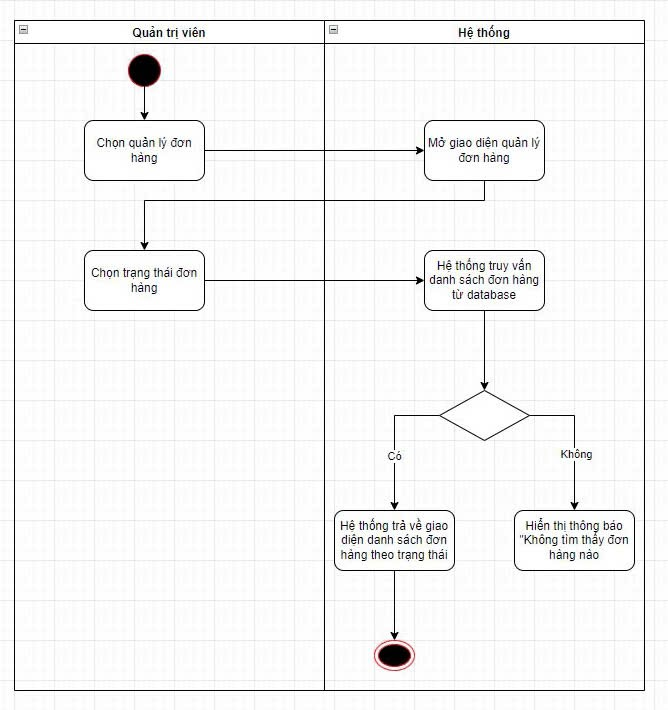 Quản trị viên
Hệ thống
Chọn quản lý đơn
hàng
Mở giao diện quản lý
đơn hàng
Chọn trạng thái đơn
hàng
Hệ thống truy vấn
danh sách đơn hàng
từ database
Có
Không
Hệ thống trả về giao
diện danh sách đơn
hàng theo trạng thái
Hiển thị thông báo
"Không tìm thấy đơn
hàng nào